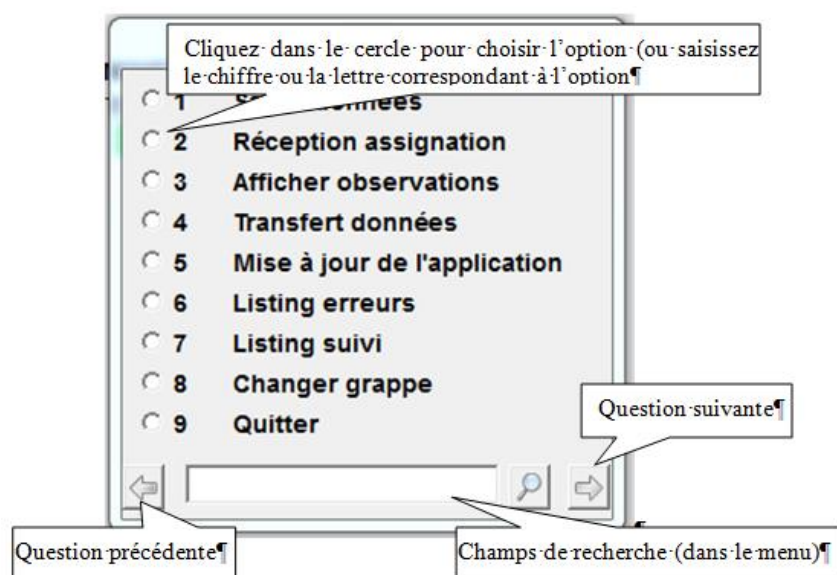 Cliquez dans le cercle pour choisir l'option (ou saisissez
le chiffre ou la lettre correspondant à l'option¶
1
2 Réception assignation
3 Afficher observations
4 Transfert données
5 Mise à jour de l'application
6 Listing erreurs
7 Listing suivi
8 Changer grappe
9 Quitter
Question suivante¶
Question précédente¶
Champs de recherche (dans le menu)¶